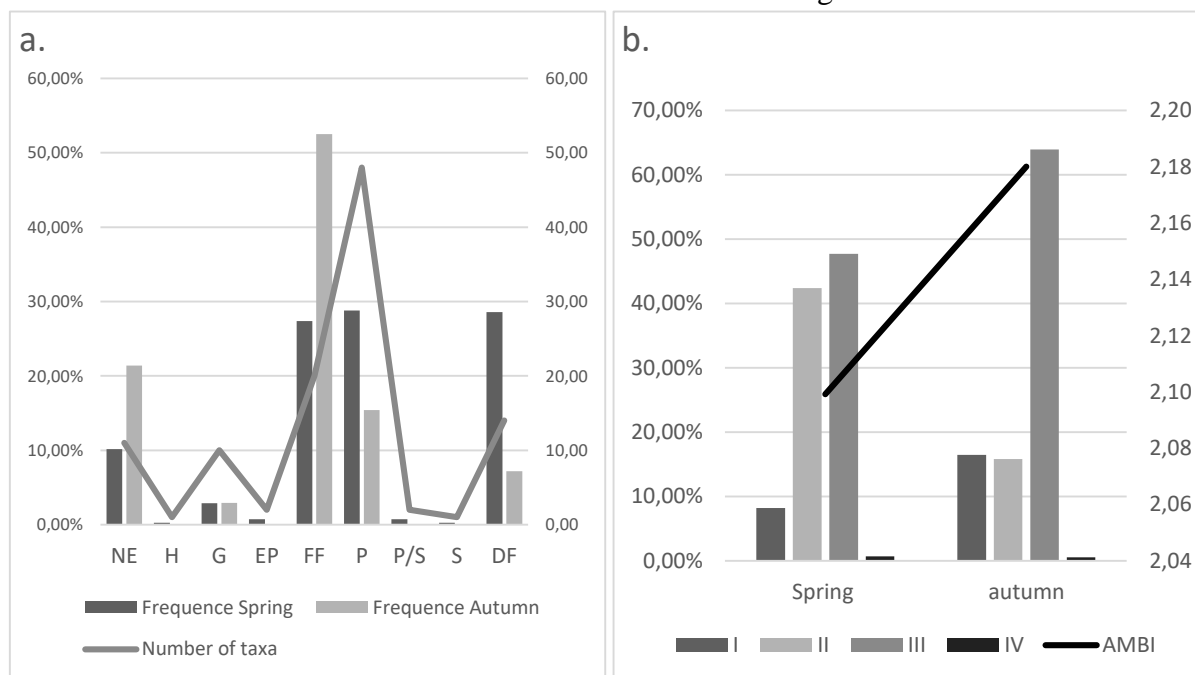 a.
60,00% 60,00
50,00% 50,00
40,00% 40,00
30,00% 30,00
20,00% 20,00
10,00% 10,00
0,00% 0,00
NE H G EP FF P P/S S DF
Frequence Spring Frequence Autumn
Number of taxa
b.
70,00% 2,20
60,00% 2,18
50,00% 2,16
40,00% 2,14
30,00% 2,12
20,00% 2,10
10,00% 2,08
0,00% 2,06
2,04
Spring autumn
I II III IV AMBI